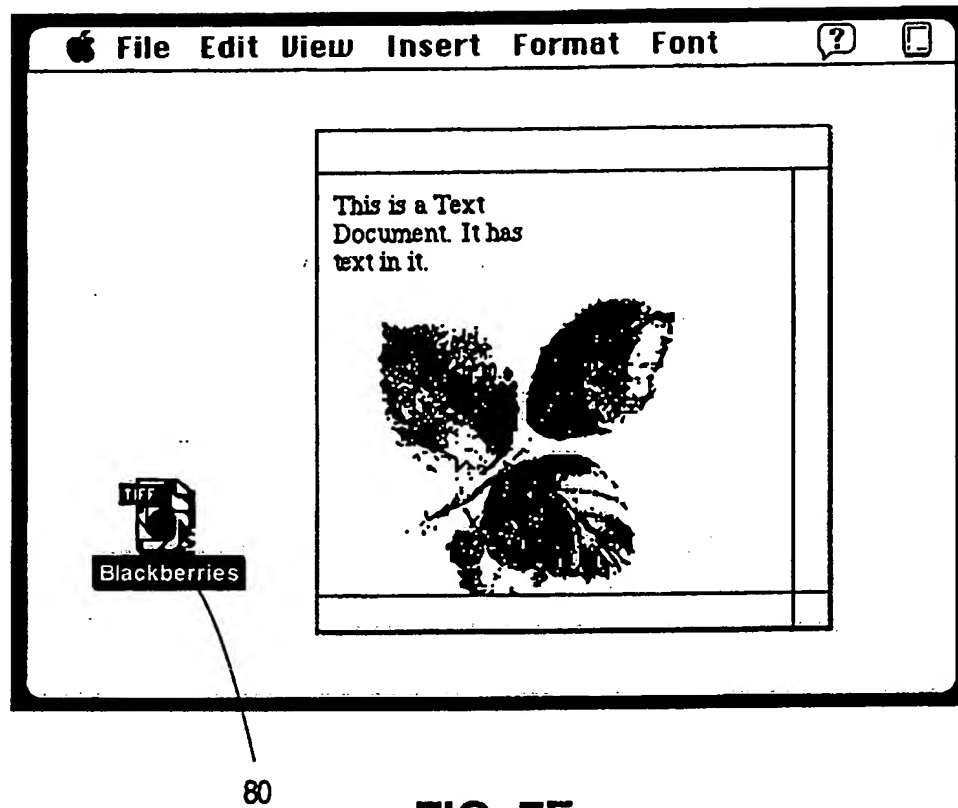 File Edit View Insert Format Font ?
This is a Text
Document. It has
text in it.
TIFF
Blackberries
80